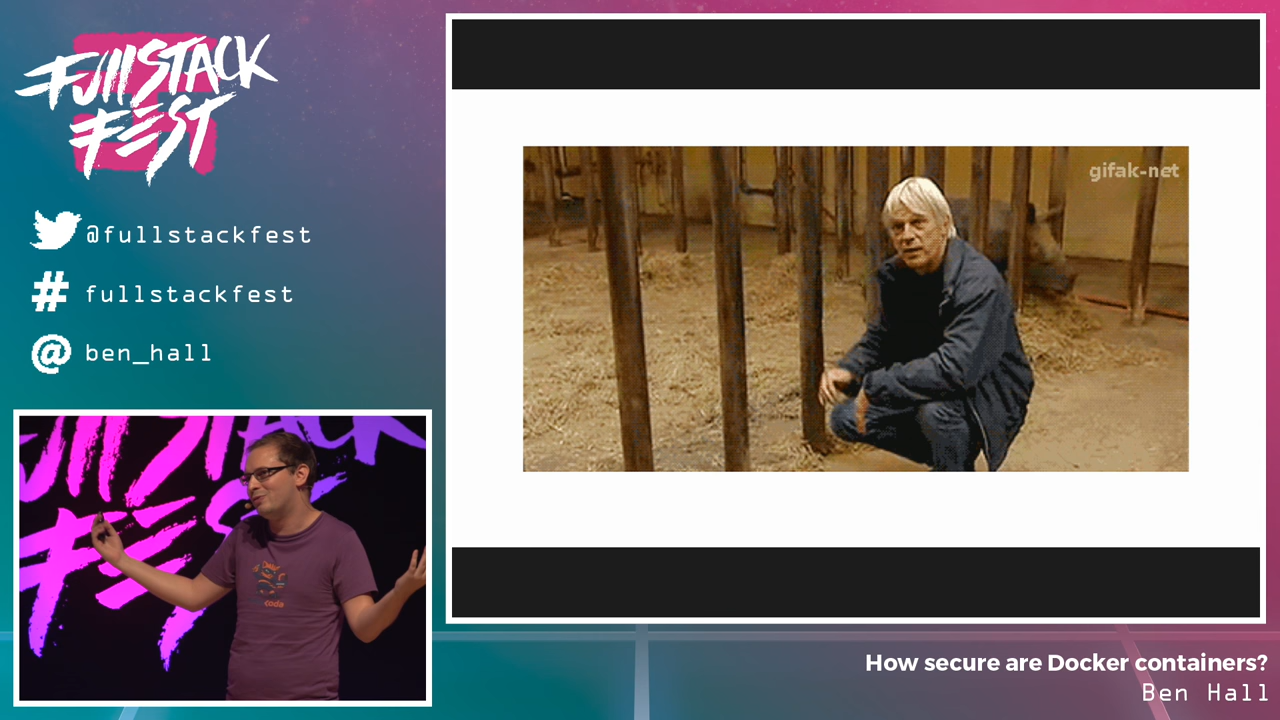 FullSTACK
FEST
@fullstackfest
# fullstackfest
@ ben_hall
gifak-net
How secure are Docker containers?
Ben Hall